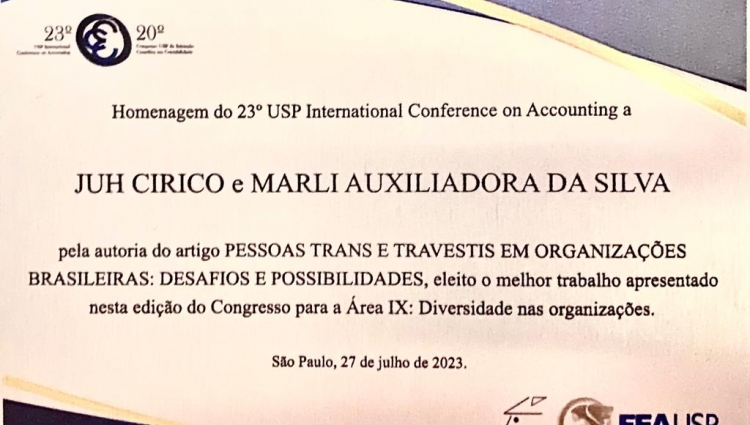 23º 20º
Homenagem do 23º USP International Conference on Accounting a
JUH CIRICO e MARLI AUXILIADORA DA SILVA
pela autoria do artigo PESSOAS TRANS E TRAVESTIS EM ORGANIZAÇÕES
BRASILEIRAS: DESAFIOS E POSSIBILIDADES, eleito o melhor trabalho apresentado
nesta edição do Congresso para a Área IX: Diversidade nas organizações.
São Paulo, 27 de julho de 2023.
FEAUSP